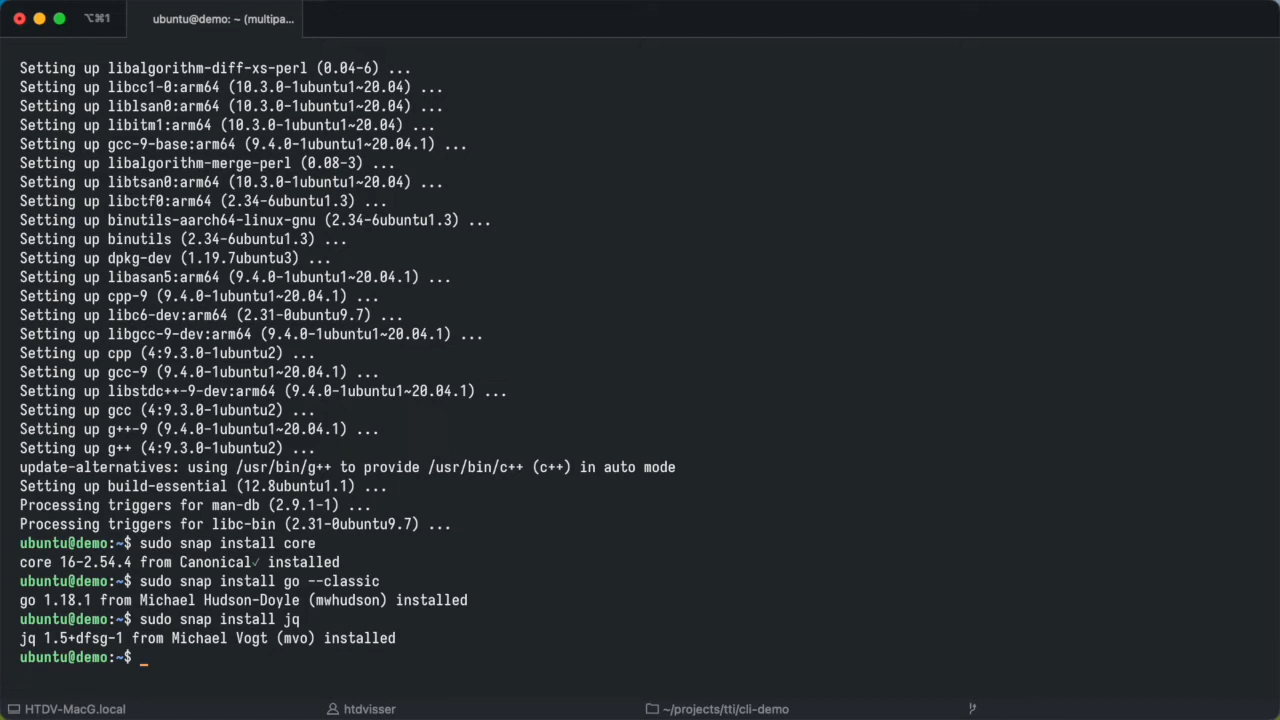 ⌥⌘1
ubuntu@demo: ~ (multipa...
Setting up libalgorithm-diff-xs-perl (0.04-6) ...
Setting up libcc1-0:arm64 (10.3.0-1ubuntu1~20.04) ...
Setting up liblsan0:arm64 (10.3.0-1ubuntu1~20.04) ...
Setting up libitm1:arm64 (10.3.0-1ubuntu1~20.04) ...
Setting up gcc-9-base:arm64 (9.4.0-1ubuntu1~20.04.1) ...
Setting up libalgorithm-merge-perl (0.08-3) ...
Setting up libtsan0:arm64 (10.3.0-1ubuntu1~20.04) ...
Setting up libctf0:arm64 (2.34-6ubuntu1.3) ...
Setting up binutils-aarch64-linux-gnu (2.34-6ubuntu1.3) ...
Setting up binutils (2.34-6ubuntu1.3) ...
Setting up dpkg-dev (1.19.7ubuntu3) ...
Setting up libasan5:arm64 (9.4.0-1ubuntu1~20.04.1) ...
Setting up cpp-9 (9.4.0-1ubuntu1~20.04.1) ...
Setting up libc6-dev:arm64 (2.31-0ubuntu9.7) ...
Setting up libgcc-9-dev:arm64 (9.4.0-1ubuntu1~20.04.1) ...
Setting up cpp (4:9.3.0-1ubuntu2) ...
Setting up gcc-9 (9.4.0-1ubuntu1~20.04.1) ...
Setting up libstdc++-9-dev:arm64 (9.4.0-1ubuntu1~20.04.1) ...
Setting up gcc (4:9.3.0-1ubuntu2) ...
Setting up g++-9 (9.4.0-1ubuntu1~20.04.1) ...
Setting up g++ (4:9.3.0-1ubuntu2) ...
update-alternatives: using /usr/bin/g++ to provide /usr/bin/c++ (c++) in auto mode
Setting up build-essential (12.8ubuntu1.1) ...
Processing triggers for man-db (2.9.1-1) ...
Processing triggers for libc-bin (2.31-0ubuntu9.7) ...
ubuntu@demo:~$ sudo snap install core
core 16-2.54.4 from Canonical✓ installed
ubuntu@demo:~$ sudo snap install go --classic
go 1.18.1 from Michael Hudson-Doyle (mwhudson) installed
ubuntu@demo:~$ sudo snap install jq
jq 1.5+dfsg-1 from Michael Vogt (mvo) installed
ubuntu@demo:~$ _
HTDV-MacG.local
htdvisser
~/projects/tti/cli-demo